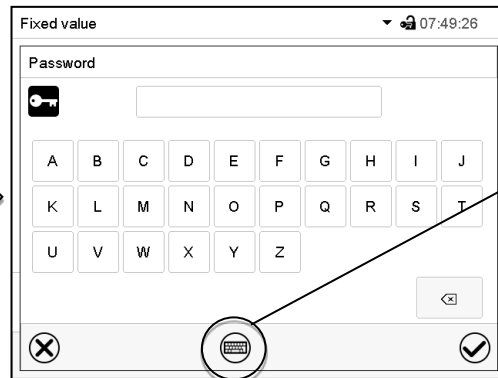 Fixed value 07:49:26
Password
A B C D E F G H I J
K L M N O P Q R S T
U V W X Y Z